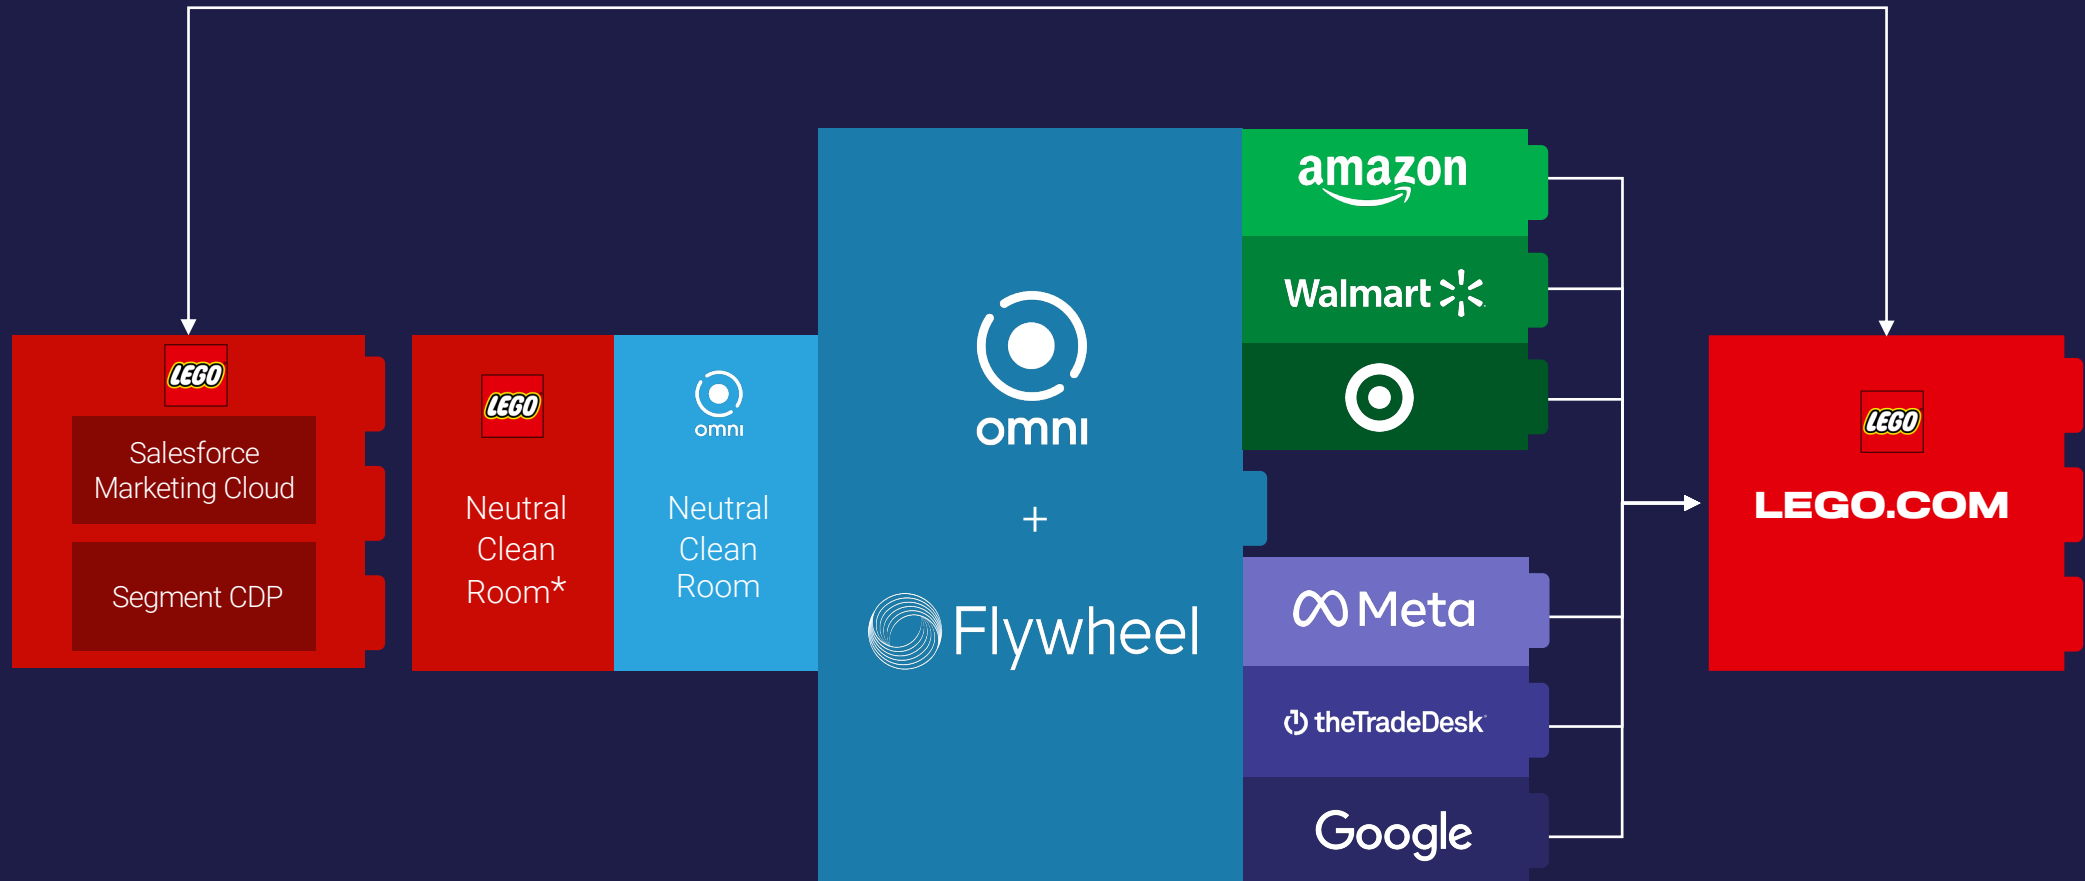 LEGO
Salesforce
Marketing Cloud
Segment CDP
LEGO
Neutral
Clean
Room*
omni
Neutral
Clean
Room
omni
+
Flywheel
amazon
Walmart
Meta
theTradeDesk
Google
LEGO
LEGO.COM